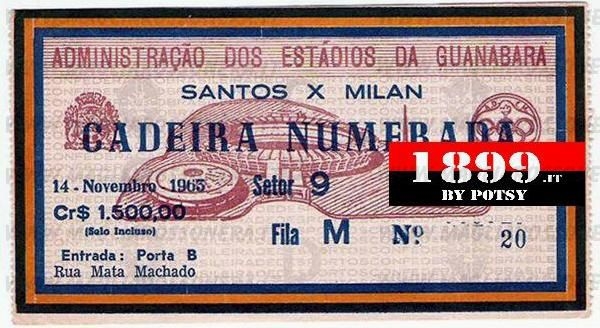 ADMINISTRAÇÃO DOS ESTÁDIOS DA GUANABARA
SANTOS X MILAN
CADEIRA NUMERADA
14 - Novembro - 1963 Setor 9
Cr$ 1.500,00
(Selo Incluso)
Fila M Nº 20
Entrada : Porta B
Rua Mata Machado
1899.IT
BY POTSY